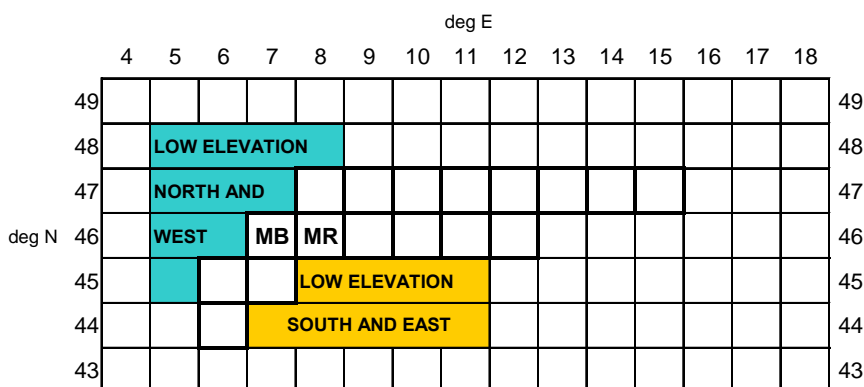 deg E
4 5 6 7 8 9 10 11 12 13 14 15 16 17 18
49 49
48 LOW ELEVATION 48
47 NORTH AND 47
deg N 46 WEST MB MR 46
45 LOW ELEVATION 45
44 SOUTH AND EAST 44
43 43